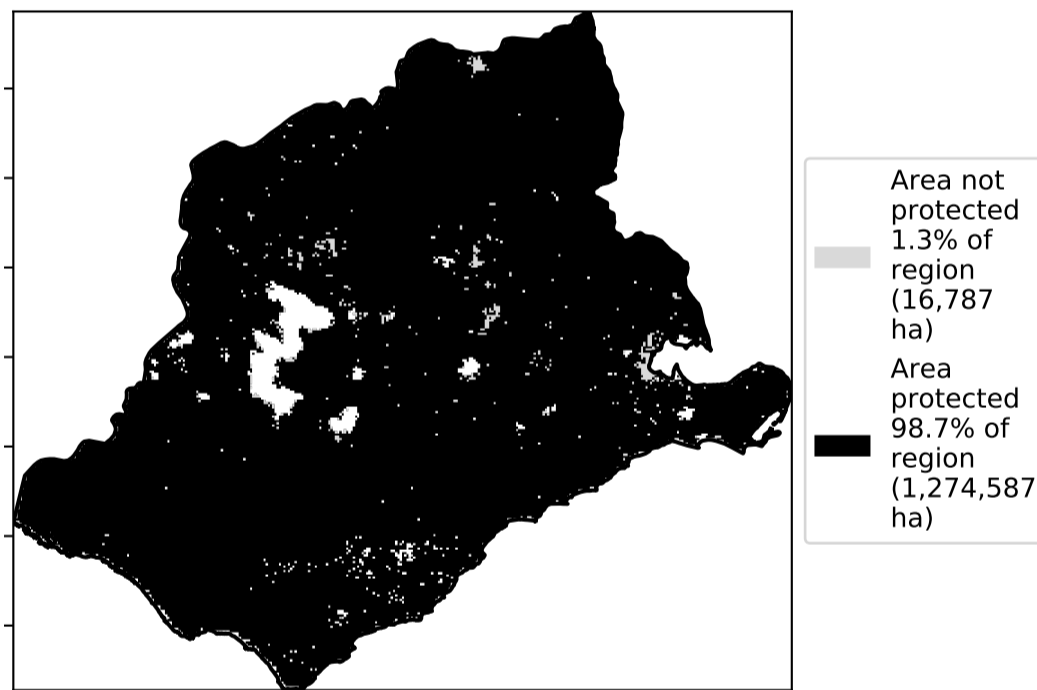 Area not
protected
1.3% of
region
(16,787
ha)
Area
protected
98.7% of
region
(1,274,587
ha)